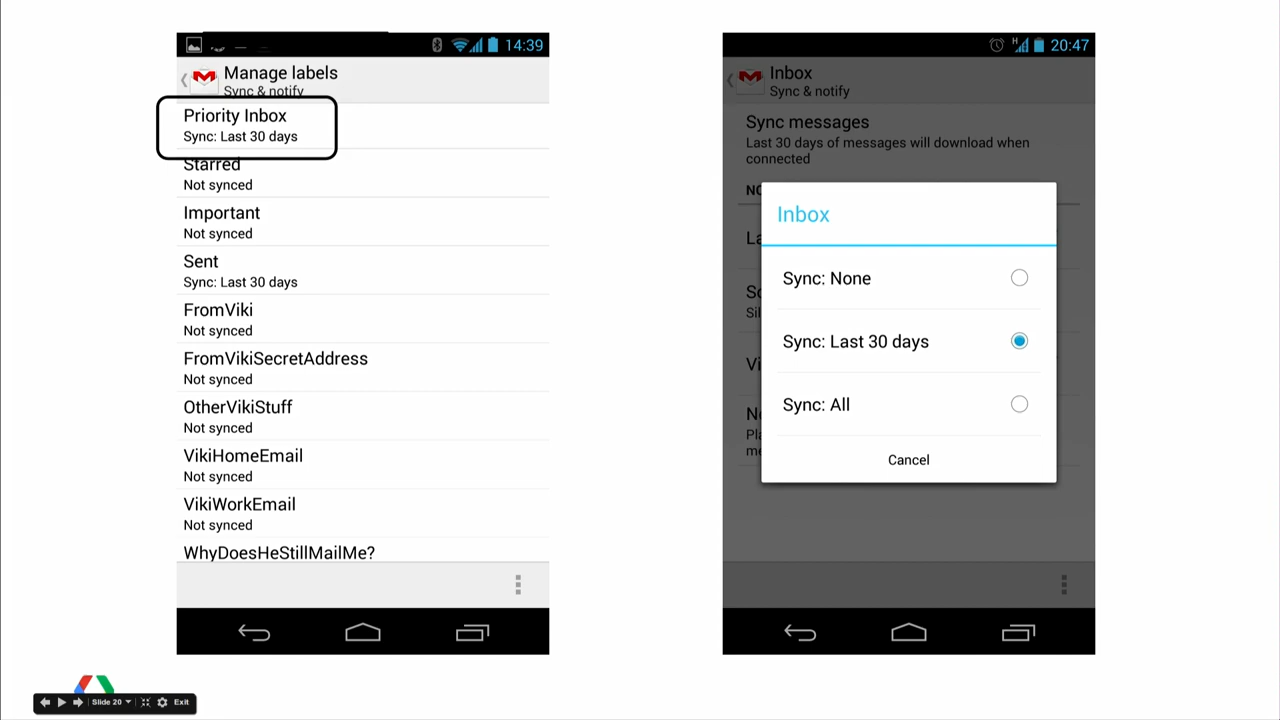 14:39
Manage labels
Sync & notify
Priority Inbox
Sync: Last 30 days
Starred
Not synced
Important
Not synced
Sent
Sync: Last 30 days
FromViki
Not synced
FromVikiSecretAddress
Not synced
OtherVikiStuff
Not synced
VikiHomeEmail
Not synced
VikiWorkEmail
Not synced
WhyDoesHeStillMailMe?
H
20:47
Inbox
Sync & notify
Sync messages
Last 30 days of messages will download when
connected
Inbox
Sync: None
Sync: Last 30 days
Sync: All
Cancel
Slide 20
Exit